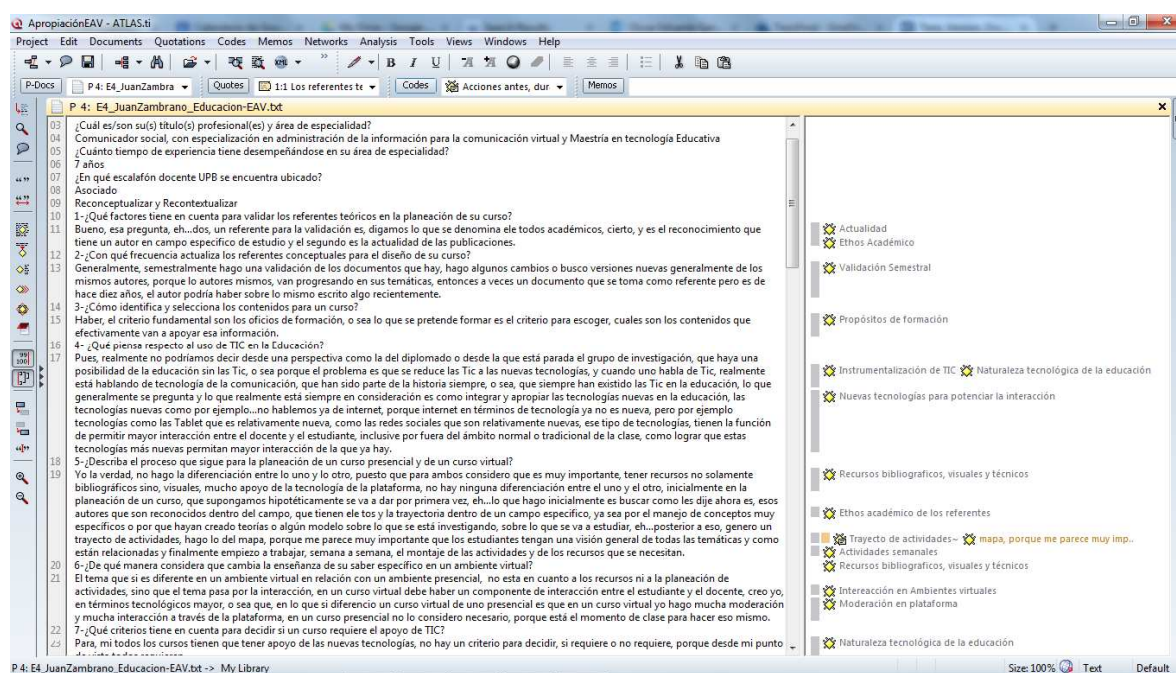 ApropiaciónEAV - ATLAS.ti
Project Edit Documents Quotations Codes Memos Networks Analysis Tools Views Windows Help
B I U A A
P-Docs P 4: E4_JuanZambra Quotes 1:1 Los referentes te Codes Acciones antes, dur Memos
P 4: E4_JuanZambrano_Educacion-EAV.txt
03 ¿Cuál es/son su(s) título(s) profesional(es) y área de especialidad?
04 Comunicador social, con especialización en administración de la información para la comunicación virtual y Maestría en tecnología Educativa
05 ¿Cuánto tiempo de experiencia tiene desempeñándose en su área de especialidad?
06 7 años
07 ¿En qué escalafón docente UPB se encuentra ubicado?
08 Asociado
09 Reconceptualizar y Recontextualizar
10 1-¿Qué factores tiene en cuenta para validar los referentes teóricos en la planeación de su curso?
11 Bueno, esa pregunta, eh...dos, un referente para la validación es, digamos lo que se denomina ele todos académicos, cierto, y es el reconocimiento que
tiene un autor en campo especifico de estudio y el segundo es la actualidad de las publicaciones.
Actualidad
Ethos Académico
12 2-¿Con qué frecuencia actualiza los referentes conceptuales para el diseño de su curso?
13 Generalmente, semestralmente hago una validación de los documentos que hay, hago algunos cambios o busco versiones nuevas generalmente de los
mismos autores, porque lo autores mismos, van progresando en sus temáticas, entonces a veces un documento que se toma como referente pero es de
hace diez años, el autor podría haber sobre lo mismo escrito algo recientemente.
Validación Semestral
14 3-¿Cómo identifica y selecciona los contenidos para un curso?
15 Haber, el criterio fundamental son los oficios de formación, o sea lo que se pretende formar es el criterio para escoger, cuales son los contenidos que
efectivamente van a apoyar esa información.
Propósitos de formación
16 4- ¿Qué piensa respecto al uso de TIC en la Educación?
17 Pues, realmente no podríamos decir desde una perspectiva como la del diplomado o desde la que está parada el grupo de investigación, que haya una
posibilidad de la educación sin las Tic, o sea porque el problema es que se reduce las Tic a las nuevas tecnologías, y cuando uno habla de Tic, realmente
está hablando de tecnología de la comunicación, que han sido parte de la historia siempre, o sea, que siempre han existido las Tic en la educación, lo que
generalmente se pregunta y lo que realmente está siempre en consideración es como integrar y apropiar las tecnologías nuevas en la educación, las
tecnologías nuevas como por ejemplo...no hablemos ya de internet, porque internet en términos de tecnología ya no es nueva, pero por ejemplo
tecnologías como las Tablet que es relativamente nueva, como las redes sociales que son relativamente nuevas, ese tipo de tecnologías, tienen la función
de permitir mayor interacción entre el docente y el estudiante, inclusive por fuera del ámbito normal o tradicional de la clase, como lograr que estas
tecnologías más nuevas permitan mayor interacción de la que ya hay.
Instrumentalización de TIC Naturaleza tecnológica de la educación
Nuevas tecnologías para potenciar la interacción
18 5-¿Describa el proceso que sigue para la planeación de un curso presencial y de un curso virtual?
19 Yo la verdad, no hago la diferenciación entre lo uno y lo otro, puesto que para ambos considero que es muy importante, tener recursos no solamente
bibliográficos sino, visuales, mucho apoyo de la tecnología de la plataforma, no hay ninguna diferenciación entre el uno y el otro, inicialmente en la
planeación de un curso, que supongamos hipotéticamente se va a dar por primera vez, eh...lo que hago inicialmente es buscar como les dije ahora es, esos
autores que son reconocidos dentro del campo, que tienen ele tos y la trayectoria dentro de un campo especifico, ya sea por el manejo de conceptos muy
específicos o por que hayan creado teorías o algún modelo sobre lo que se está investigando, sobre lo que se va a estudiar, eh...posterior a eso, genero un
trayecto de actividades, hago lo del mapa, porque me parece muy importante que los estudiantes tengan una visión general de todas las temáticas y como
están relacionadas y finalmente empiezo a trabajar, semana a semana, el montaje de las actividades y de los recursos que se necesitan.
Recursos bibliograficos, visuales y técnicos
Ethos académico de los referentes
Trayecto de actividades~ mapa, porque me parece muy imp..
Actividades semanales
Recursos bibliograficos, visuales y técnicos
20 6-¿De qué manera considera que cambia la enseñanza de su saber específico en un ambiente virtual?
21 El tema que si es diferente en un ambiente virtual en relación con un ambiente presencial, no esta en cuanto a los recursos ni a la planeación de
actividades, sino que el tema pasa por la interacción, en un curso virtual debe haber un componente de interacción entre el estudiante y el docente, creo yo,
en términos tecnológicos mayor, o sea que, en lo que si diferencio un curso virtual de uno presencial es que en un curso virtual yo hago mucha moderación
y mucha interacción a través de la plataforma, en un curso presencial no lo considero necesario, porque está el momento de clase para hacer eso mismo.
Intereacción en Ambientes virtuales
Moderación en plataforma
22 7-¿Qué criterios tiene en cuenta para decidir si un curso requiere el apoyo de TIC?
23 Para, mi todos los cursos tienen que tener apoyo de las nuevas tecnologías, no hay un criterio para decidir, si requiere o no requiere, porque desde mi punto
Naturaleza tecnológica de la educación
P 4: E4_JuanZambrano_Educacion-EAV.txt -> My Library
Size: 100% Text Default